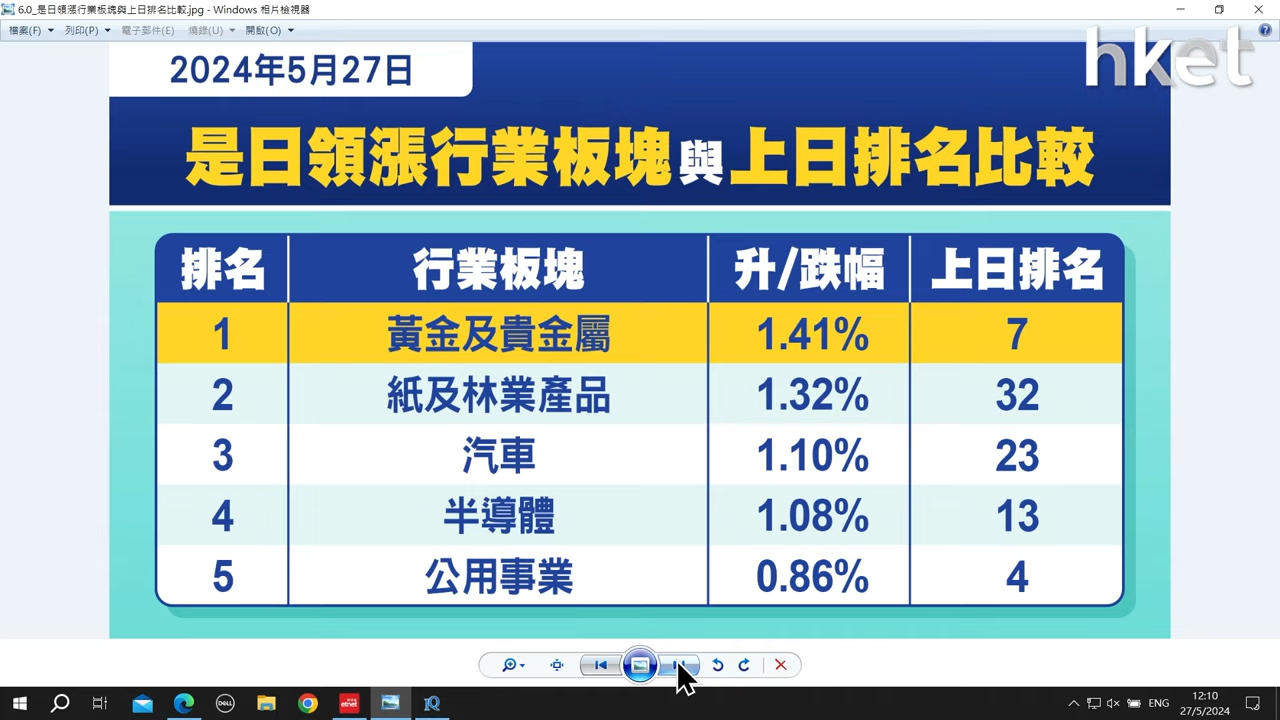 6.0_是日領漲行業板塊與上日排名比較.jpg - Windows 相片檢視器
檔案(F) 列印(P) 電子郵件(E) 燒錄(U) 開啟(O)
hket
2024年5月27日
是日領漲行業板塊與上日排名比較
排名 行業板塊 升/跌幅 上日排名
1 黃金及貴金屬 1.41% 7
2 紙及林業產品 1.32% 32
3 汽車 1.10% 23
4 半導體 1.08% 13
5 公用事業 0.86% 4
DELL
etnet
IQ
ENG
12:10
27/5/2024